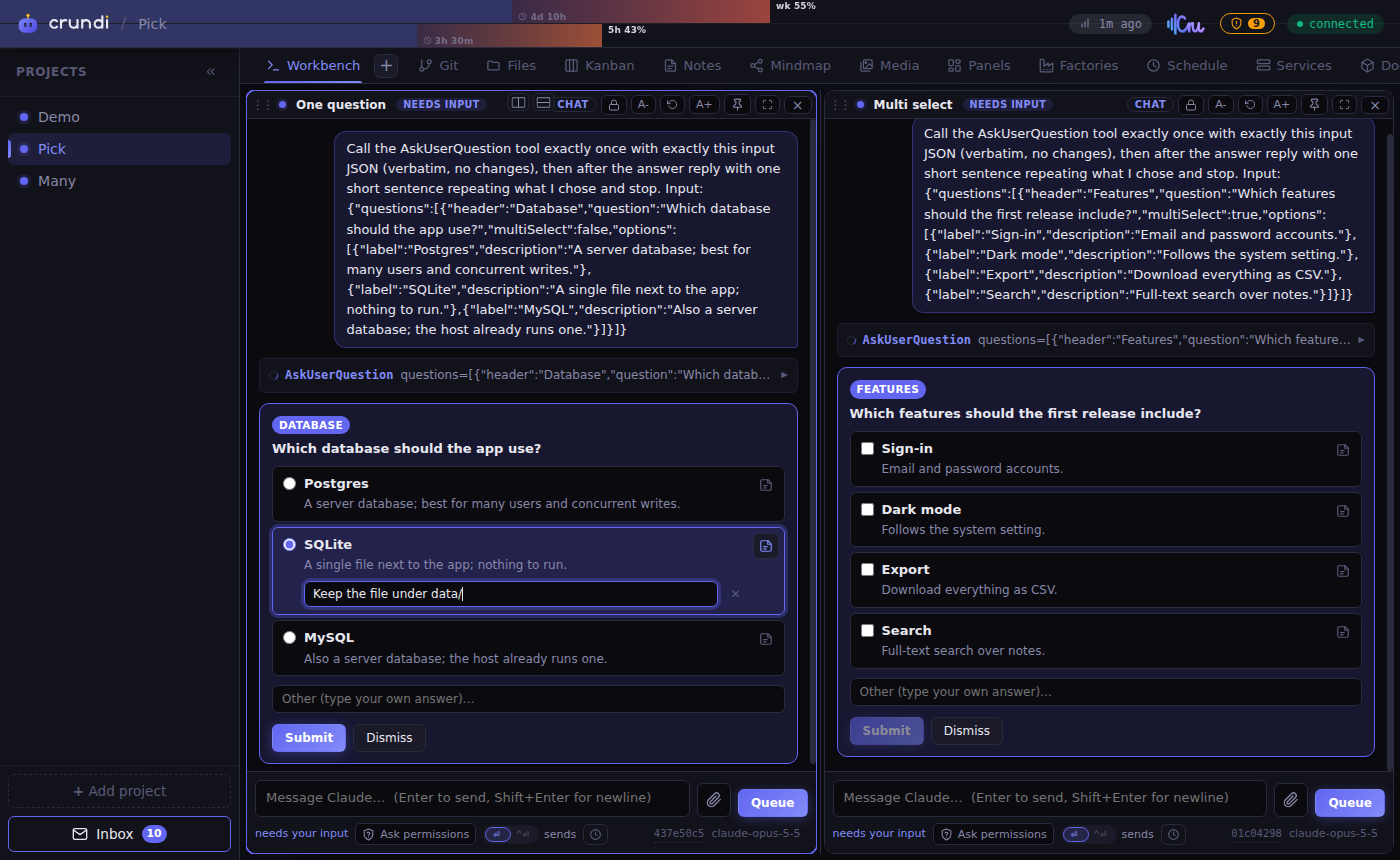 crundi / Pick
4d 10h
wk 55%
3h 30m
5h 43%
1m ago
9
connected
PROJECTS
Demo
Pick
Many
+ Add project
Inbox 10
Workbench + Git Files Kanban Notes Mindmap Media Panels Factories Schedule Services Do
One question NEEDS INPUT CHAT A- A+
Call the AskUserQuestion tool exactly once with exactly this input
JSON (verbatim, no changes), then after the answer reply with one
short sentence repeating what I chose and stop. Input:
{"questions":[{"header":"Database","question":"Which database
should the app use?","multiSelect":false,"options":
[{"label":"Postgres","description":"A server database; best for
many users and concurrent writes."},
{"label":"SQLite","description":"A single file next to the app;
nothing to run."},{"label":"MySQL","description":"Also a server
database; the host already runs one."}]}]}
AskUserQuestion questions=[{"header":"Database","question":"Which datab…
DATABASE
Which database should the app use?
Postgres
A server database; best for many users and concurrent writes.
SQLite
A single file next to the app; nothing to run.
Keep the file under data/
MySQL
Also a server database; the host already runs one.
Other (type your own answer)…
Submit Dismiss
Message Claude… (Enter to send, Shift+Enter for newline)
Queue
needs your input Ask permissions sends 437e50c5 claude-opus-5-5
Multi select NEEDS INPUT CHAT A- A+
Call the AskUserQuestion tool exactly once with exactly this input
JSON (verbatim, no changes), then after the answer reply with one
short sentence repeating what I chose and stop. Input:
{"questions":[{"header":"Features","question":"Which features
should the first release include?","multiSelect":true,"options":
[{"label":"Sign-in","description":"Email and password accounts."},
{"label":"Dark mode","description":"Follows the system setting."},
{"label":"Export","description":"Download everything as CSV."},
{"label":"Search","description":"Full-text search over notes."}]}]}
AskUserQuestion questions=[{"header":"Features","question":"Which feature…
FEATURES
Which features should the first release include?
Sign-in
Email and password accounts.
Dark mode
Follows the system setting.
Export
Download everything as CSV.
Search
Full-text search over notes.
Other (type your own answer)…
Submit Dismiss
Message Claude… (Enter to send, Shift+Enter for newline)
Queue
needs your input Ask permissions sends 01c04298 claude-opus-5-5